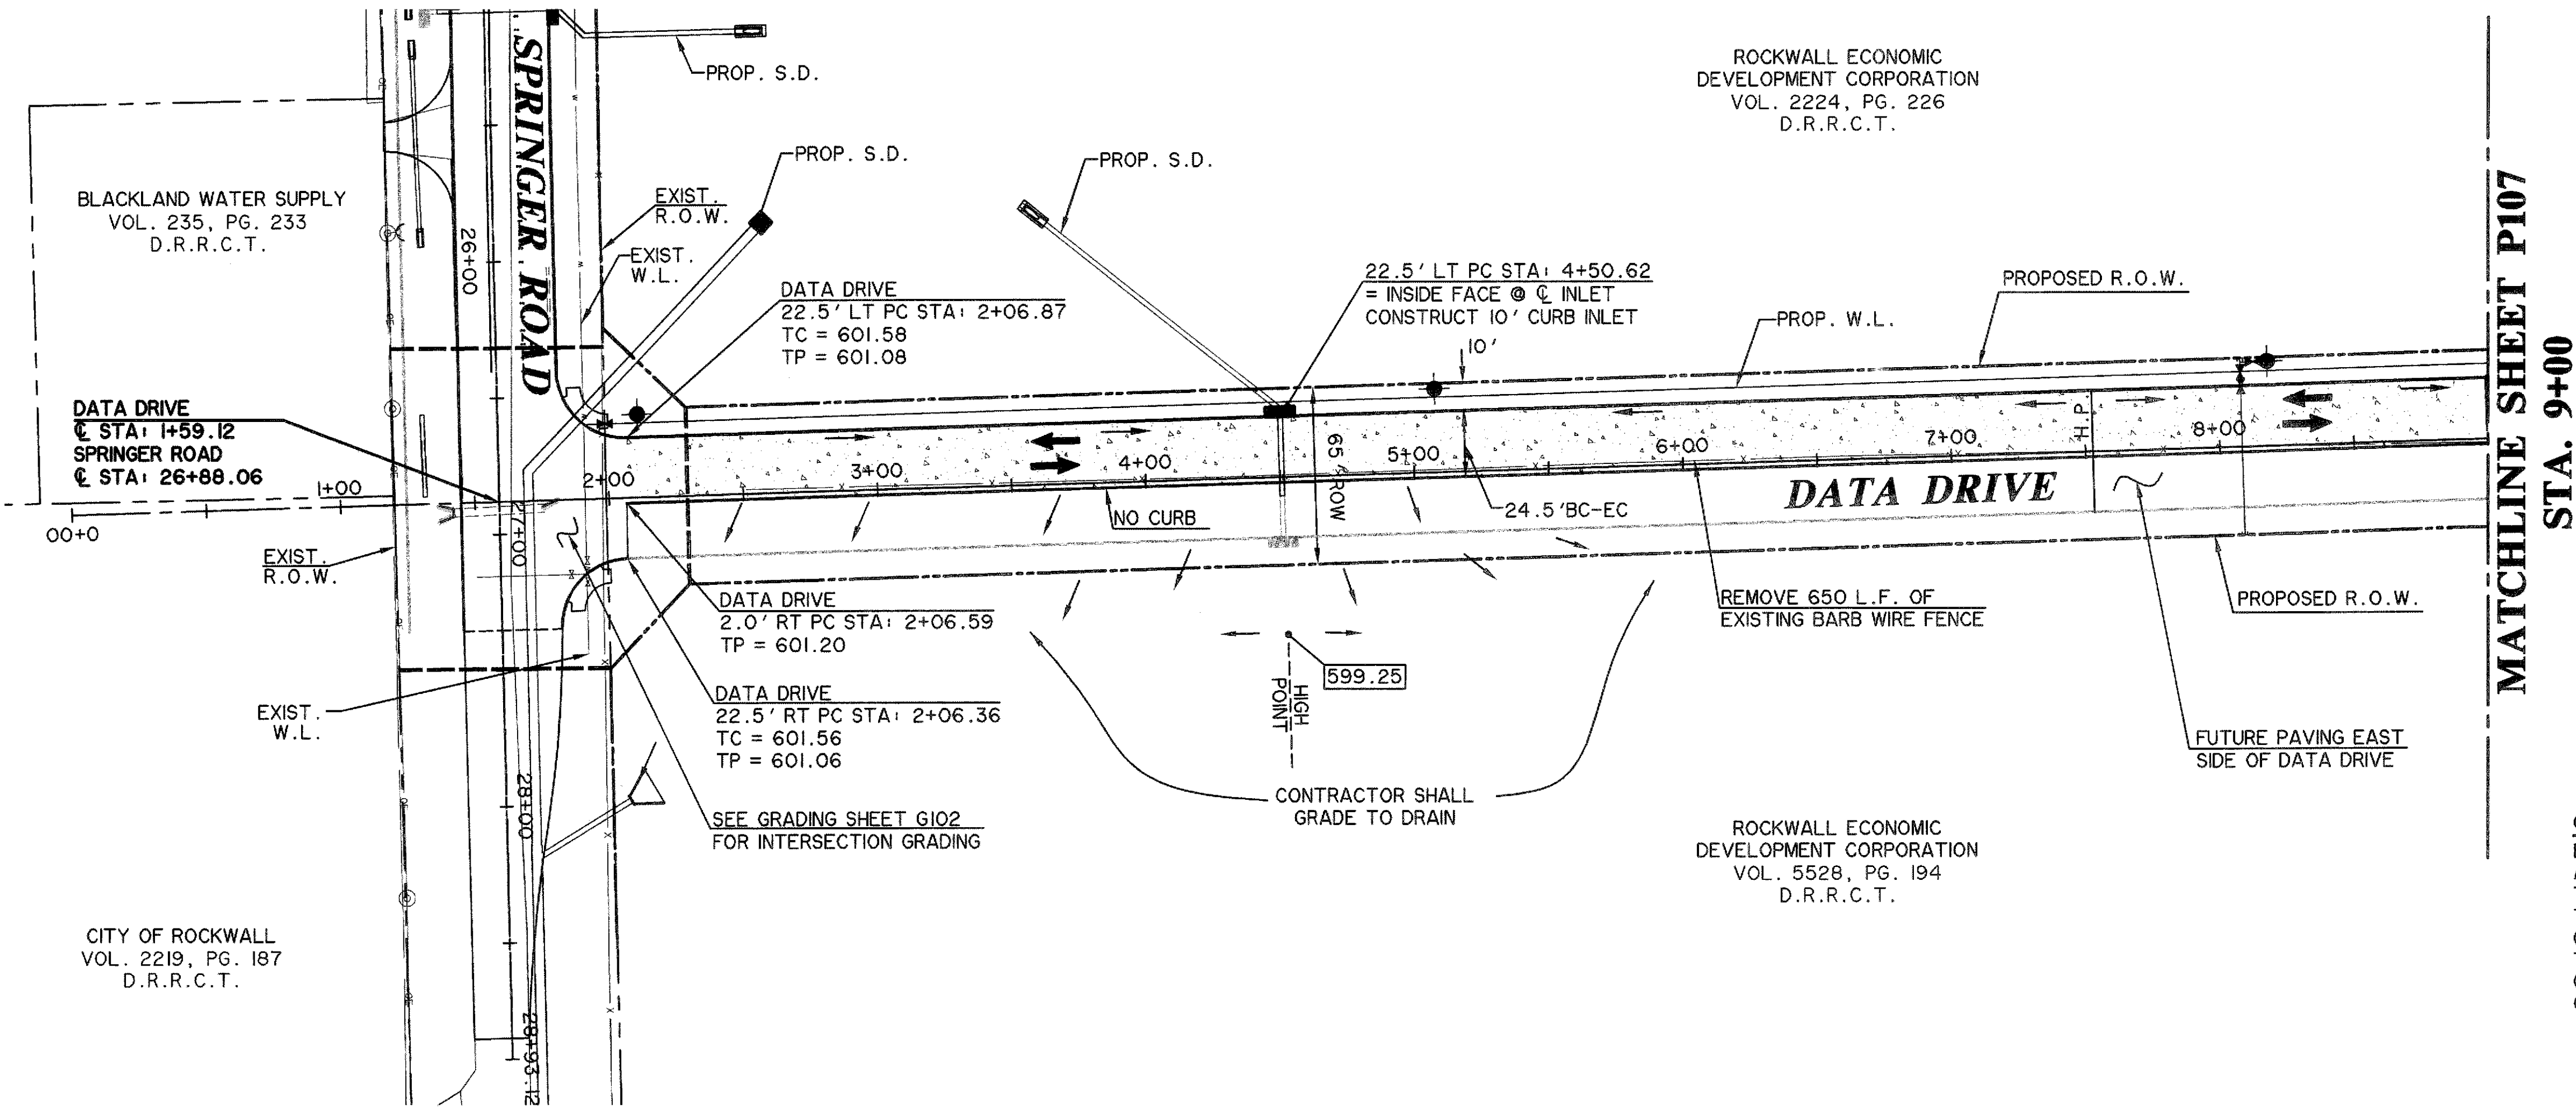 PROP. S.D.
ROCKWALL ECONOMIC
DEVELOPMENT CORPORATION
VOL. 2224, PG. 226
D.R.R.C.T.
SPRINGER ROAD
BLACKLAND WATER SUPPLY
VOL. 235, PG. 233
D.R.R.C.T.
26+00
PROP. S.D.
PROP. S.D.
EXIST.
R.O.W.
EXIST.
W.L.
DATA DRIVE
22.5' LT PC STA: 2+06.87
TC = 601.58
TP = 601.08
22.5' LT PC STA: 4+50.62
= INSIDE FACE @ ℄ INLET
CONSTRUCT 10' CURB INLET
10'
PROP. W.L.
PROPOSED R.O.W.
MATCHLINE SHEET P107
STA. 9+00
DATA DRIVE
℄ STA: 1+59.12
SPRINGER ROAD
℄ STA: 26+88.06
00+0
1+00
2+00
3+00
4+00
5+00
6+00
7+00
8+00
H.P.
65' ROW
NO CURB
24.5'BC-EC
DATA DRIVE
27+00
EXIST.
R.O.W.
DATA DRIVE
2.0' RT PC STA: 2+06.59
TP = 601.20
REMOVE 650 L.F. OF
EXISTING BARB WIRE FENCE
PROPOSED R.O.W.
599.25
HIGH
POINT
EXIST.
W.L.
DATA DRIVE
22.5' RT PC STA: 2+06.36
TC = 601.56
TP = 601.06
FUTURE PAVING EAST
SIDE OF DATA DRIVE
28+00
SEE GRADING SHEET G102
FOR INTERSECTION GRADING
CONTRACTOR SHALL
GRADE TO DRAIN
ROCKWALL ECONOMIC
DEVELOPMENT CORPORATION
VOL. 5528, PG. 194
D.R.R.C.T.
CITY OF ROCKWALL
VOL. 2219, PG. 187
D.R.R.C.T.
28+93.12